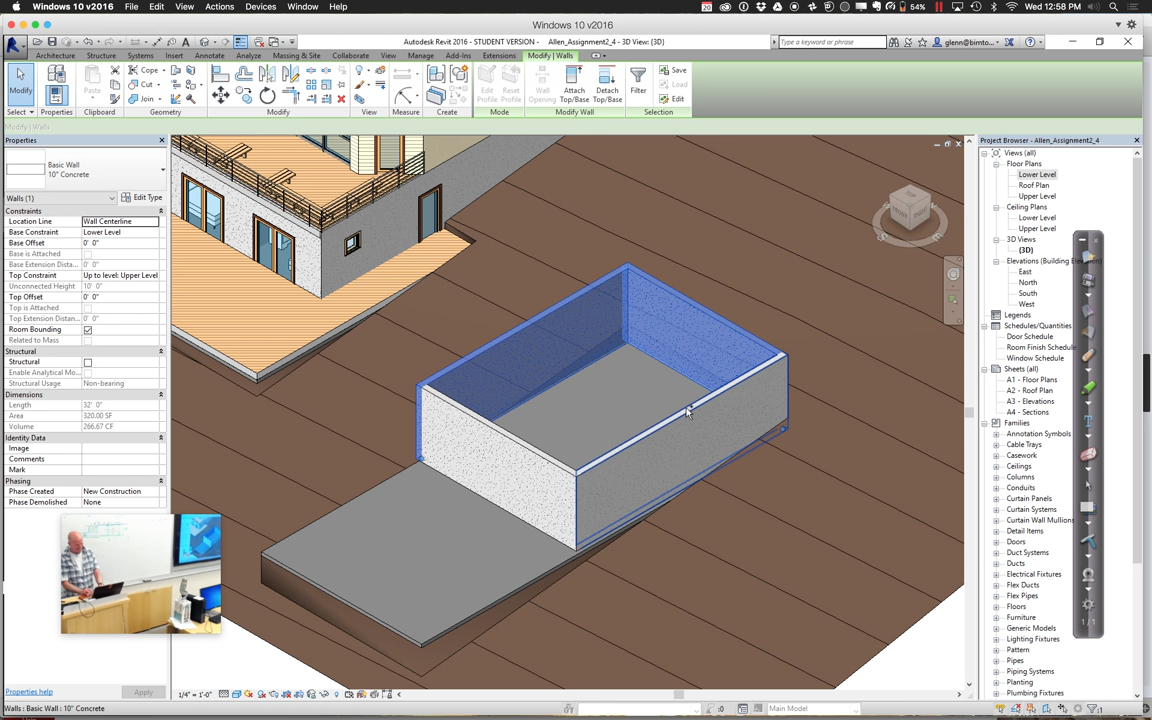 Windows 10 v2016 File Edit View Actions Devices Window Help 54% Wed 12:58 PM
Windows 10 v2016
Autodesk Revit 2016 - STUDENT VERSION - Allen_Assignment2_4 - 3D View: {3D}
Type a keyword or phrase
glenn@bimto...
Architecture Structure Systems Insert Annotate Analyze Massing & Site Collaborate View Manage Add-Ins Extensions Modify | Walls
Modify
Paste
Cope
Cut
Join
Edit Profile
Reset Profile
Wall Opening
Attach Top/Base
Detach Top/Base
Filter
Save
Load
Edit
Select Properties Clipboard Geometry Modify View Measure Create Mode Modify Wall Selection
Modify | Walls
Properties
Basic Wall
10" Concrete
Walls (1) Edit Type
Constraints
Location Line Wall Centerline
Base Constraint Lower Level
Base Offset 0' 0"
Base is Attached
Base Extension Dista... 0' 0"
Top Constraint Up to level: Upper Level
Unconnected Height 10' 0"
Top Offset 0' 0"
Top is Attached
Top Extension Distan... 0' 0"
Room Bounding
Related to Mass
Structural
Structural
Enable Analytical Mo...
Structural Usage Non-bearing
Dimensions
Length 32' 0"
Area 320.00 SF
Volume 266.67 CF
Identity Data
Image
Comments
Mark
Phasing
Phase Created New Construction
Phase Demolished None
Properties help Apply
Project Browser - Allen_Assignment2_4
Views (all)
Floor Plans
Lower Level
Roof Plan
Upper Level
Ceiling Plans
Lower Level
Upper Level
3D Views
{3D}
Elevations (Building Elevation)
East
North
South
West
Legends
Schedules/Quantities
Door Schedule
Room Finish Schedule
Window Schedule
Sheets (all)
A1 - Floor Plans
A2 - Roof Plan
A3 - Elevations
A4 - Sections
Families
Annotation Symbols
Cable Trays
Casework
Ceilings
Columns
Conduits
Curtain Panels
Curtain Systems
Curtain Wall Mullions
Detail Items
Doors
Duct Systems
Ducts
Electrical Fixtures
Flex Ducts
Flex Pipes
Floors
Furniture
Generic Models
Lighting Fixtures
Pattern
Pipes
Piping Systems
Planting
Plumbing Fixtures
1 / 1
1/4" = 1'-0"
Walls : Basic Wall : 10" Concrete
:0
Main Model
:1